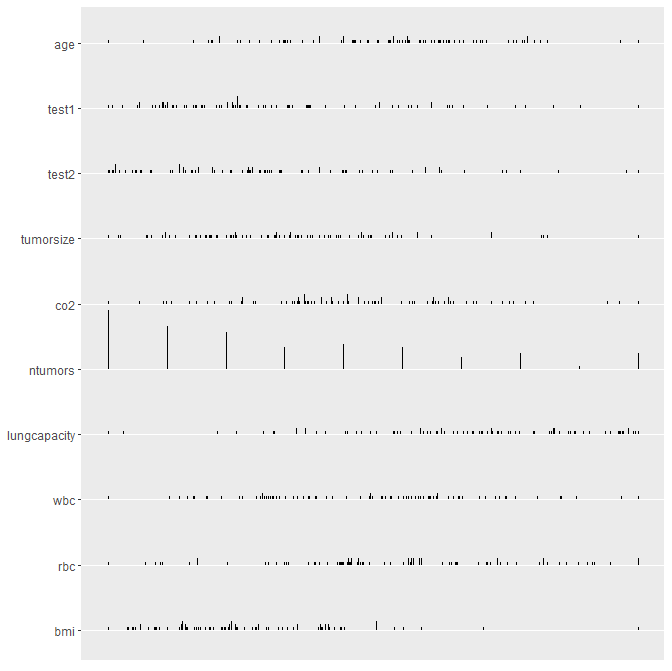 age
test1
test2
tumorsize
co2
ntumors
lungcapacity
wbc
rbc
bmi